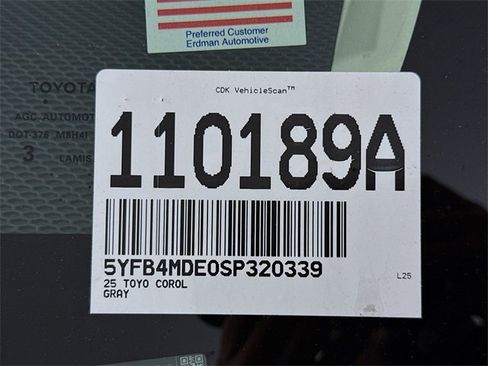 Preferred Customer
Erdman Automotive
CDK VehicleScan™
TOYOTA
AGC AUTOMOT
DOT-376 M8H41
3 LAMIS
110189A
5YFB4MDE0SP320339
25 TOYO COROL
GRAY
L25